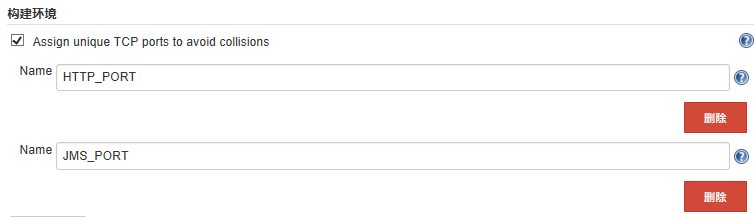 构建环境
Assign unique TCP ports to avoid collisions
Name HTTP_PORT
删除
Name JMS_PORT
删除